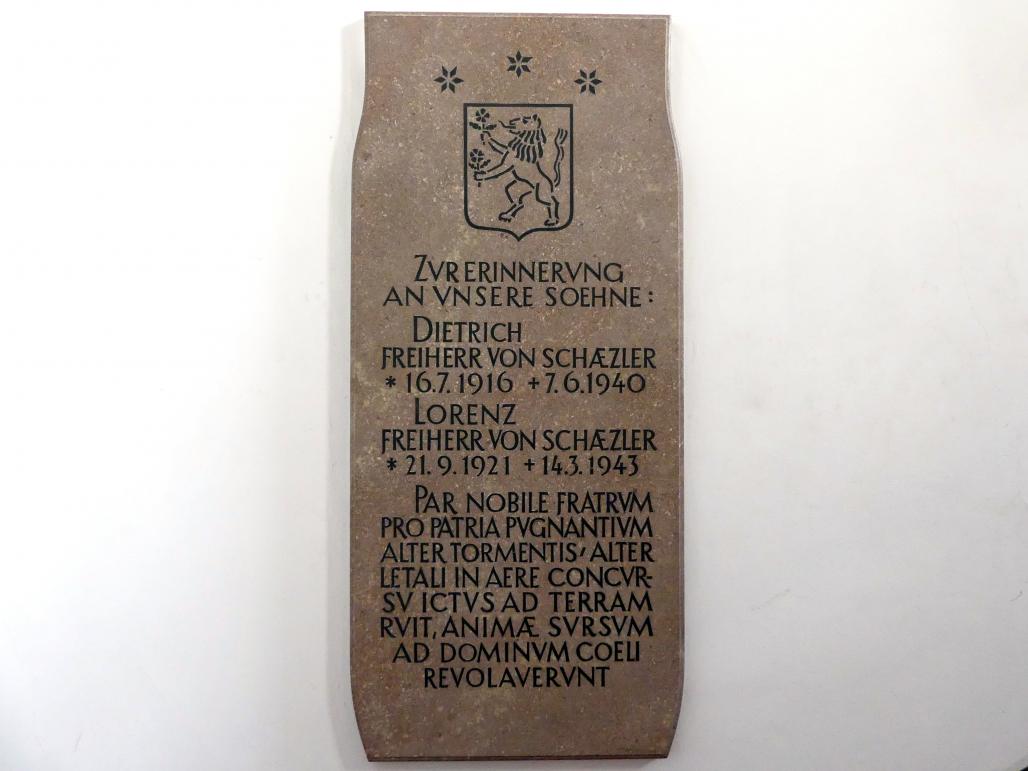 ZVR ERINNERVNG
AN VNSERE SOEHNE:
DIETRICH
FREIHERR VON SCHÆZLER
* 16.7.1916 +7.6.1940
LORENZ
FREIHERR VON SCHÆZLER
* 21.9.1921 +14.3.1943
PAR NOBILE FRATRVM
PRO PATRIA PVGNANTIVM
ALTER TORMENTIS, ALTER
LETALI IN AERE CONCVR-
SV ICTVS AD TERRAM
RVIT, ANIMÆ SVRSVM
AD DOMINVM COELI
REVOLAVERVNT